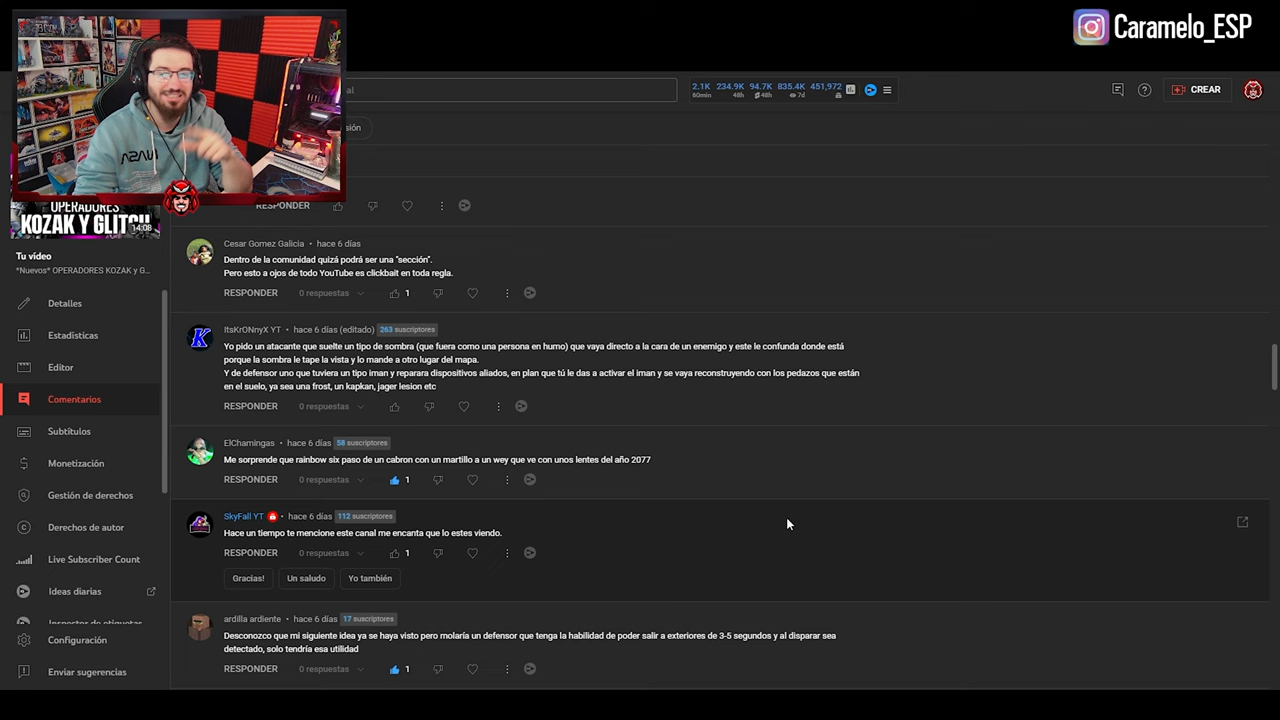 Caramelo_ESP
al
2.1K 234.9K 94.7K 835.4K 451,972
60min 48h 48h 7d
CREAR
sión
RESPONDER
OPERADORES
KOZAK Y GLITCH
14:08
Tu vídeo
*Nuevos* OPERADORES KOZAK y G...
Detalles
Estadísticas
Editor
Comentarios
Subtítulos
Monetización
Gestión de derechos
Derechos de autor
Live Subscriber Count
Ideas diarias
Inspector de etiquetas
Configuración
Enviar sugerencias
Cesar Gomez Galicia • hace 6 días
Dentro de la comunidad quizá podrá ser una "sección".
Pero esto a ojos de todo YouTube es clickbait en toda regla.
RESPONDER 0 respuestas 1
ItsKrONnyX YT • hace 6 días (editado) 263 suscriptores
Yo pido un atacante que suelte un tipo de sombra (que fuera como una persona en humo) que vaya directo a la cara de un enemigo y este le confunda donde está
porque la sombra le tape la vista y lo mande a otro lugar del mapa.
Y de defensor uno que tuviera un tipo iman y reparara dispositivos aliados, en plan que tú le das a activar el iman y se vaya reconstruyendo con los pedazos que están
en el suelo, ya sea una frost, un kapkan, jager lesion etc
RESPONDER 0 respuestas
ElChamingas • hace 6 días 58 suscriptores
Me sorprende que rainbow six paso de un cabron con un martillo a un wey que ve con unos lentes del año 2077
RESPONDER 0 respuestas 1
SkyFall YT • hace 6 días 112 suscriptores
Hace un tiempo te mencione este canal me encanta que lo estes viendo.
RESPONDER 0 respuestas 1
Gracias! Un saludo Yo también
ardilla ardiente • hace 6 días 17 suscriptores
Desconozco que mi siguiente idea ya se haya visto pero molaría un defensor que tenga la habilidad de poder salir a exteriores de 3-5 segundos y al disparar sea
detectado, solo tendría esa utilidad
RESPONDER 0 respuestas 1